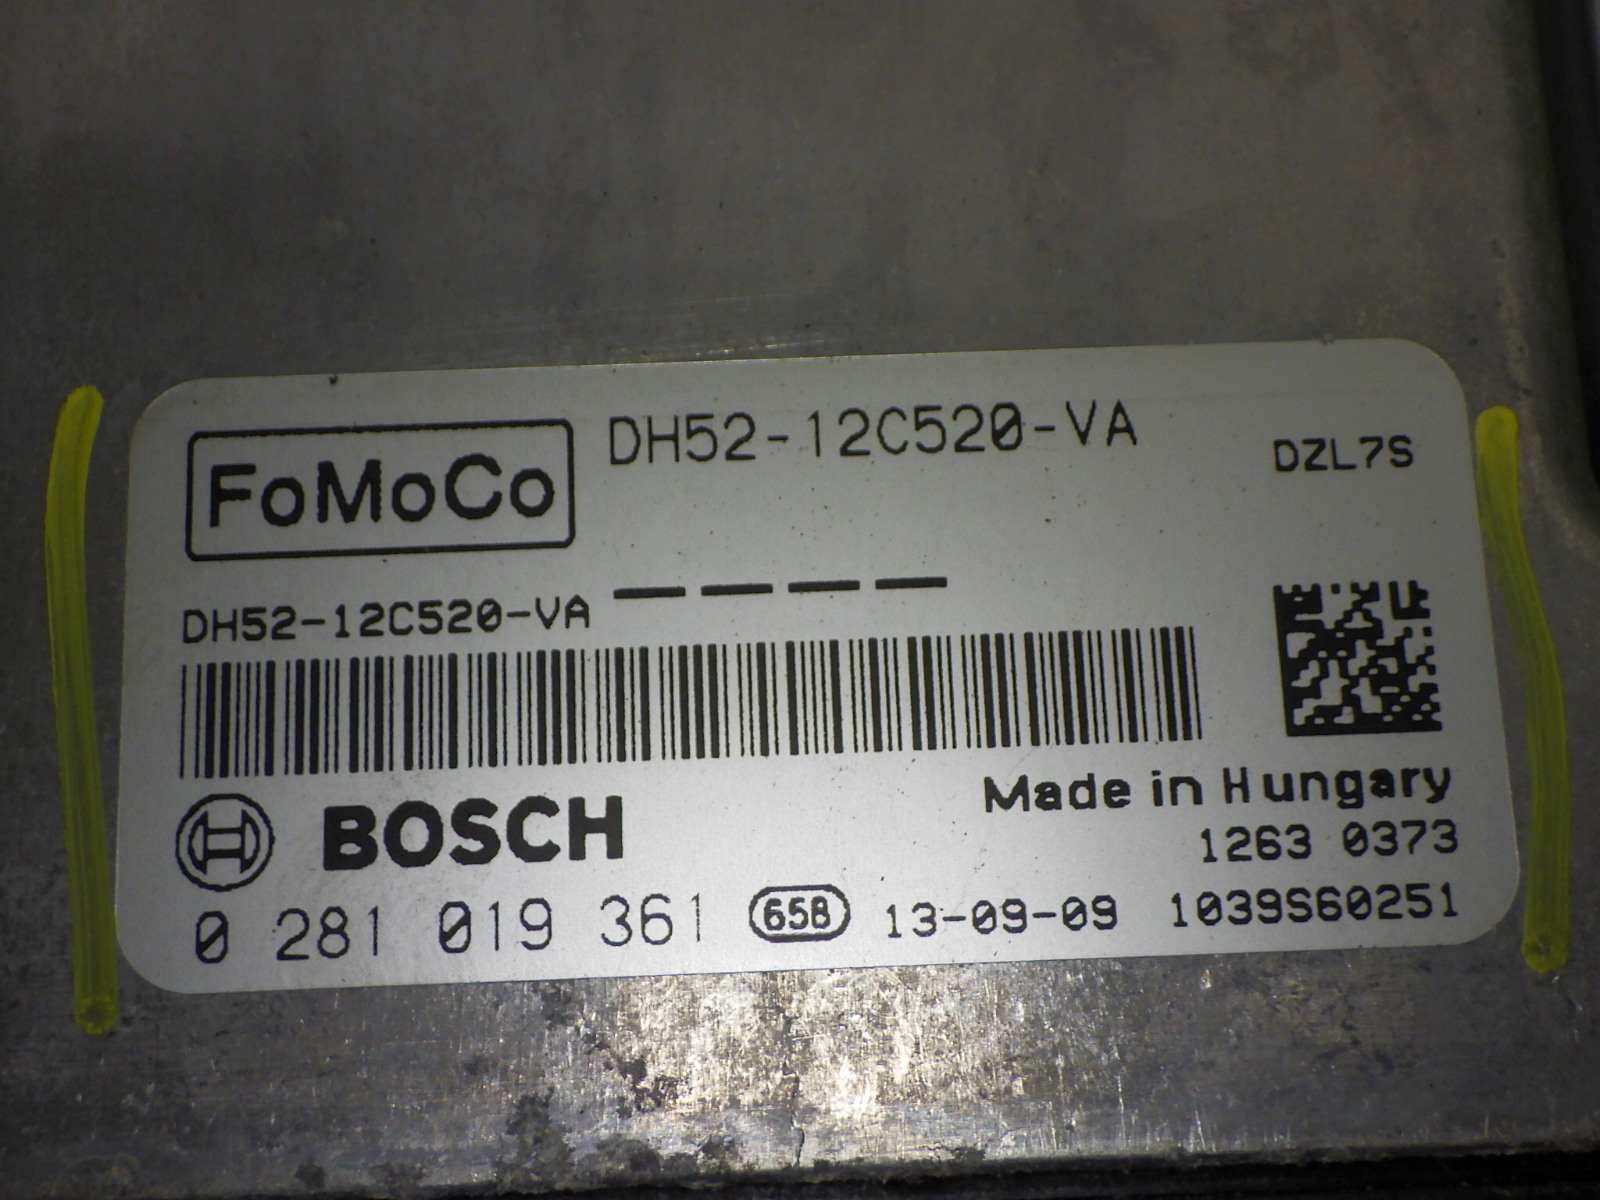 FoMoCo DH52-12C520-VA DZL7S
DH52-12C520-VA
BOSCH
Made in Hungary
1263 0373
0 281 019 361 658 13-09-09 1039S60251